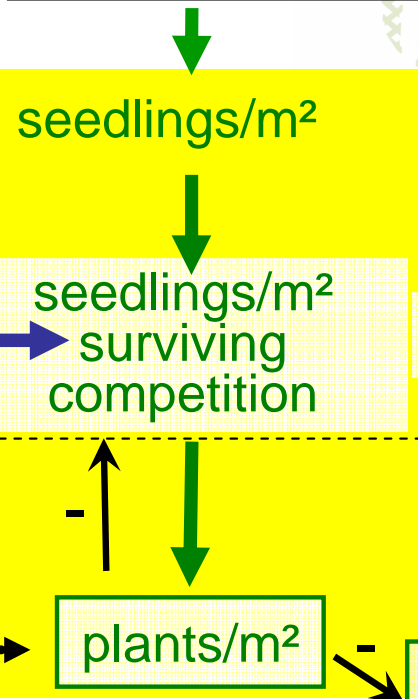 seedlings/m²
seedlings/m²
surviving
competition
-
plants/m²
-